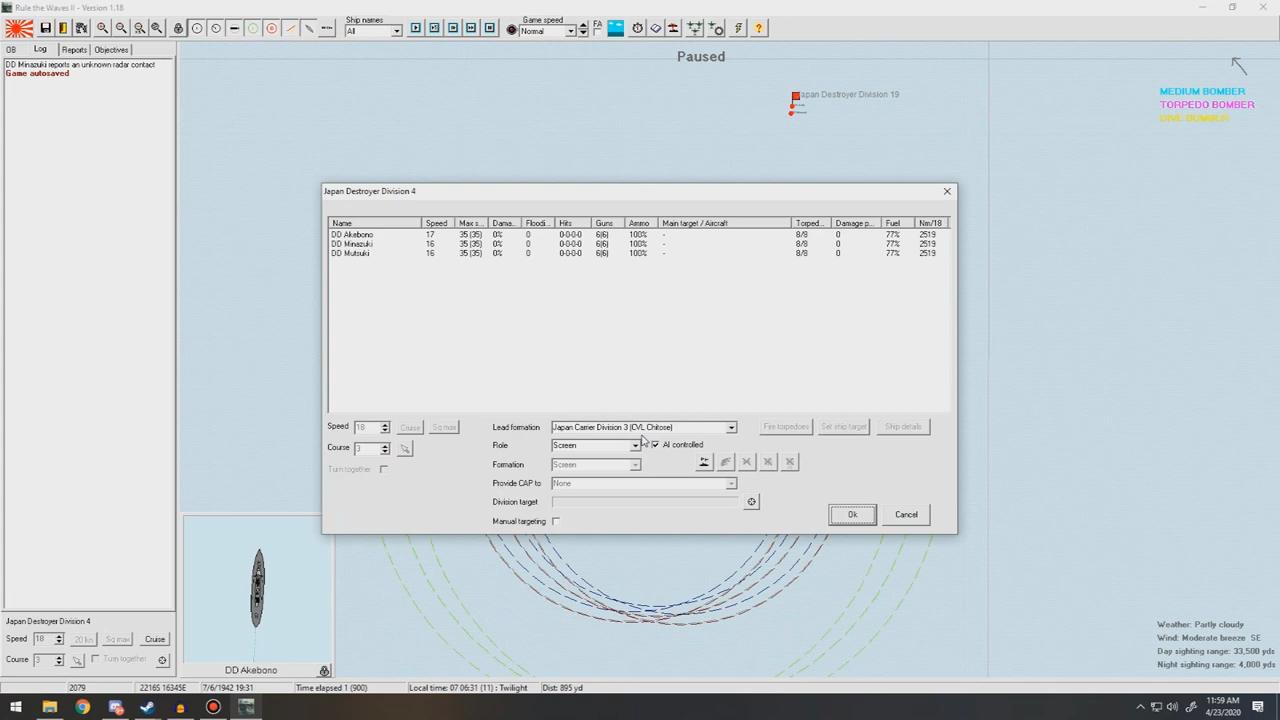 Rule the Waves II - Version 1.18
Ship names
All
Game speed
Normal
FA
OB Log Reports Objectives
DD Minazuki reports an unknown radar contact
Game autosaved
Paused
Japan Destroyer Division 19
MEDIUM BOMBER
TORPEDO BOMBER
DIVE BOMBER
Japan Destroyer Division 4
Name Speed Max s... Dama... Floodi... Hits Guns Ammo Main target / Aircraft Torped... Damage p... Fuel Nm/18
DD Akebono 17 35 (35) 0% 0 0-0-0-0 6(6) 100% - 8/8 0 77% 2519
DD Minazuki 16 35 (35) 0% 0 0-0-0-0 6(6) 100% - 8/8 0 77% 2519
DD Mutsuki 16 35 (35) 0% 0 0-0-0-0 6(6) 100% - 8/8 0 77% 2519
Speed 18 Cruise Sq max
Course 3
Turn together
Lead formation Japan Carrier Division 3 (CVL Chitose)
Role Screen AI controlled
Formation Screen
Provide CAP to None
Division target
Manual targeting
Fire torpedoes Set ship target Ship details
Ok Cancel
Japan Destroyer Division 4
Speed 18 20 kn Sq max Cruise
Course 3 Turn together
DD Akebono
Weather: Partly cloudy
Wind: Moderate breeze SE
Day sighting range: 33,500 yds
Night sighting range: 4,000 yds
2079 2216S 16345E 7/6/1942 19:31 Time elapsed 1 (900) Local time: 07:06:31 (11) : Twilight Dist: 895 yd
11:59 AM
4/23/2020